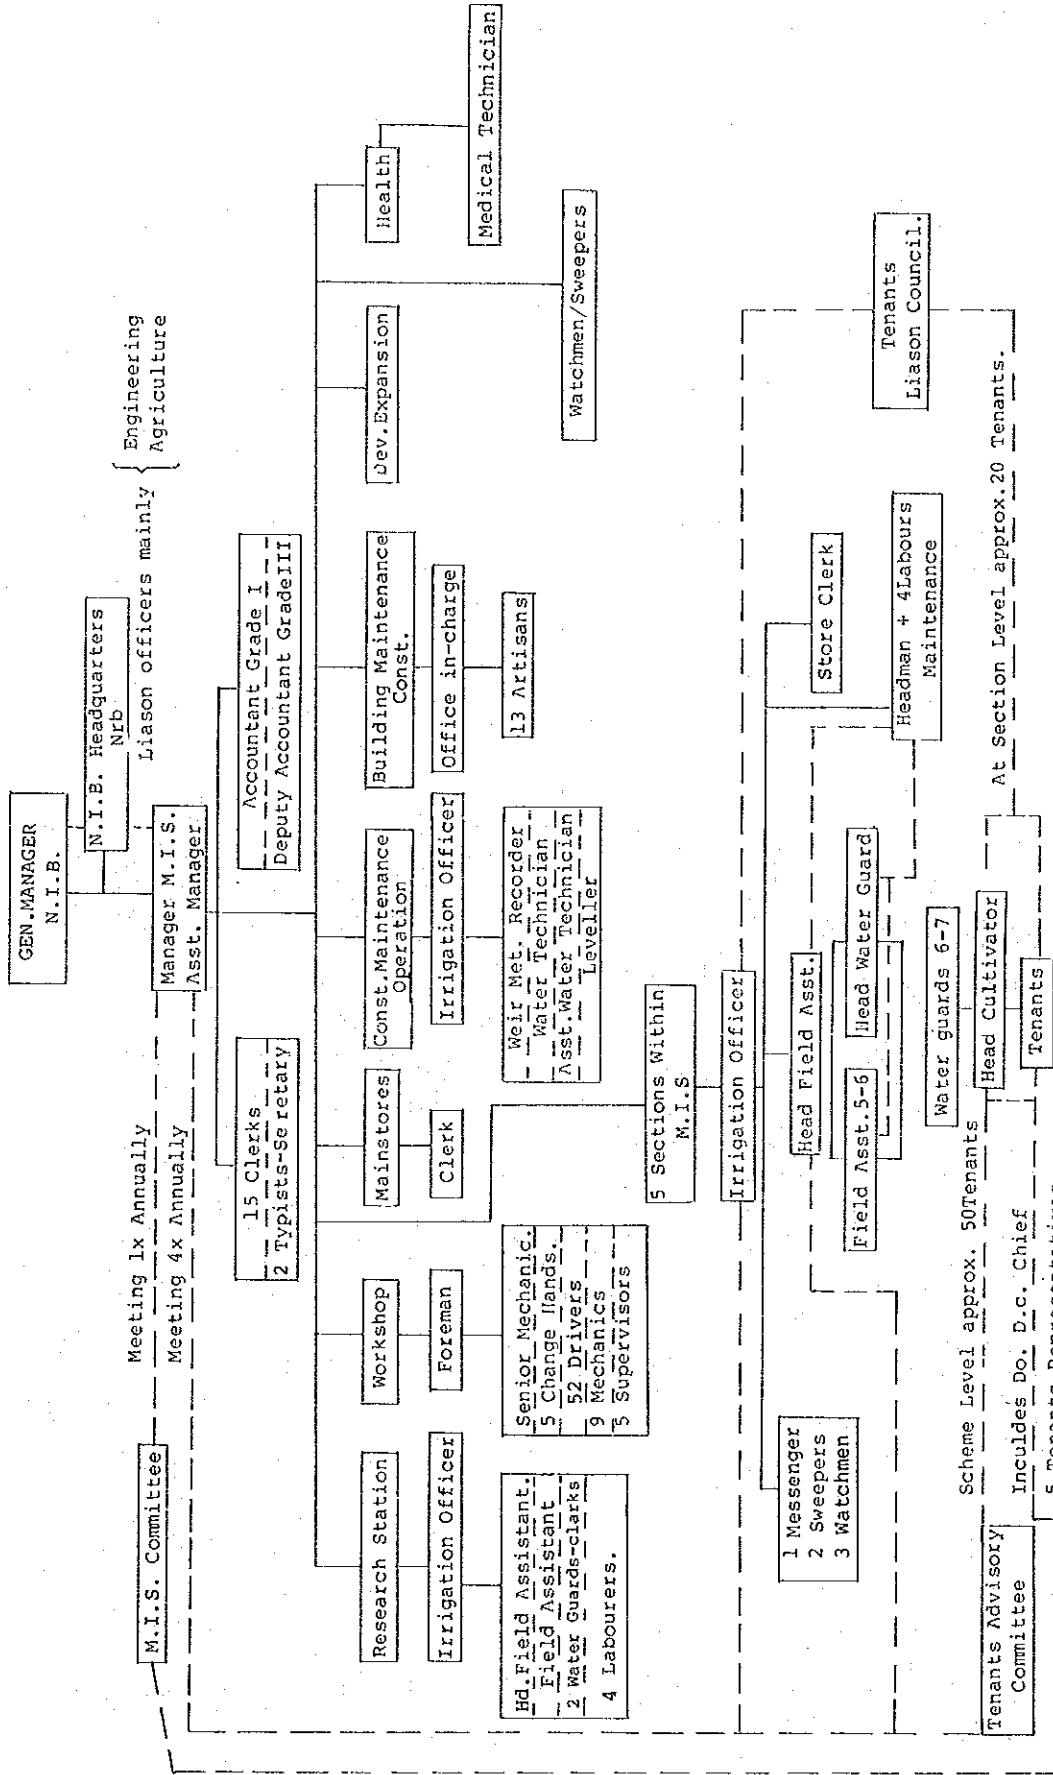 GEN.MANAGER
N.I.B.
N.I.B. Headquarters
Nrb
Liason officers mainly
Engineering
Agriculture
Meeting 1x Annually
Meeting 4x Annually
M.I.S. Committee
Manager M.I.S.
Asst. Manager
15 Clerks
2 Typists-Se retary
Accountant Grade I
Deputy Accountant GradeIII
Research Station
Workshop
Mainstores
Const.Maintenance
Operation
Building Maintenance
Const.
Dev.Expansion
Health
Irrigation Officer
Foreman
Clerk
Irrigation Officer
Office in-charge
Medical Technician
Hd.Field Assistant.
Field Assistant
2 Water Guards-clarks
4 Labourers.
Senior Mechanic.
5 Change Hands.
52 Drivers
9 Mechanics
5 Supervisors
Weir Met. Recorder
Water Technician
Asst.Water Technician
Leveller
13 Artisans
Watchmen/Sweepers
5 Sections Within
M.I.S
Irrigation Officer
1 Messenger
2 Sweepers
3 Watchmen
Head Field Asst.
Store Clerk
Tenants
Liason Council.
Field Asst.5-6
Head Water Guard
Headman + 4Labours
Maintenance
Water guards 6-7
Scheme Level approx. 50Tenants
At Section Level approx.20 Tenants.
Tenants Advisory
Committee
Head Cultivator
Inculdes Do. D.c. Chief
Tenants